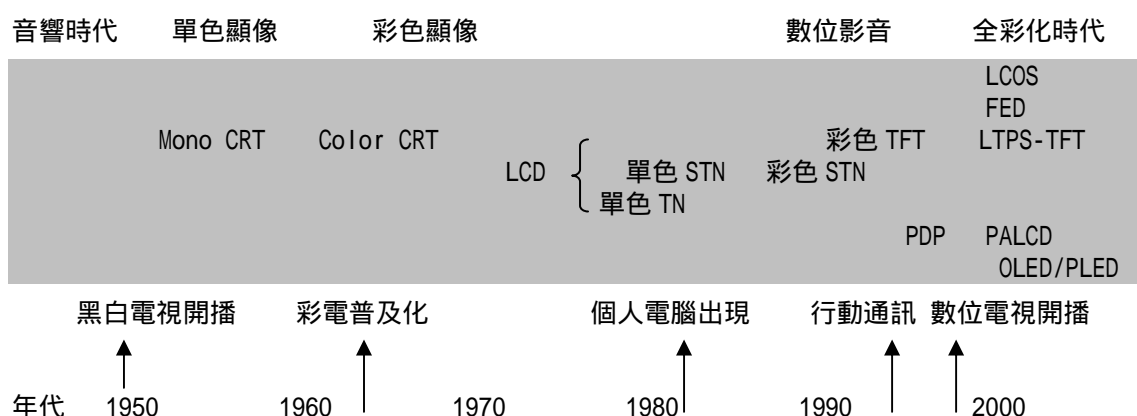 音響時代 單色顯像 彩色顯像 數位影音 全彩化時代
LCOS
FED
Mono CRT Color CRT 彩色 TFT LTPS-TFT
LCD 單色 STN 彩色 STN
單色 TN
PDP PALCD
OLED/PLED
黑白電視開播 彩電普及化 個人電腦出現 行動通訊 數位電視開播
年代 1950 1960 1970 1980 1990 2000